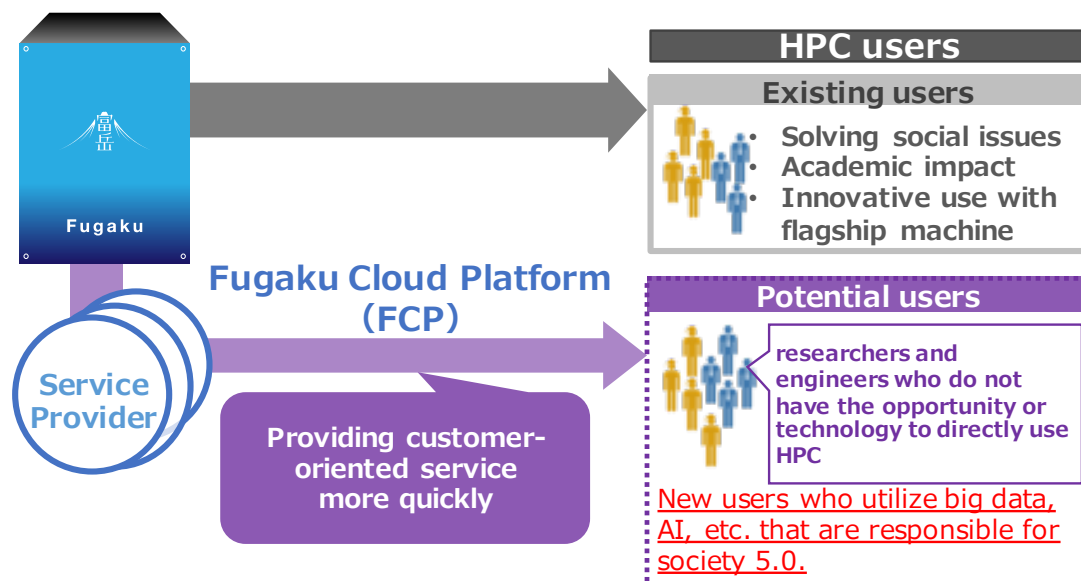 富
岳
Fugaku
HPC users
Existing users
• Solving social issues
• Academic impact
• Innovative use with
flagship machine
Fugaku Cloud Platform
（FCP）
Service
Provider
Providing customer-
oriented service
more quickly
Potential users
researchers and
engineers who do not
have the opportunity or
technology to directly use
HPC
New users who utilize big data,
AI, etc. that are responsible for
society 5.0.